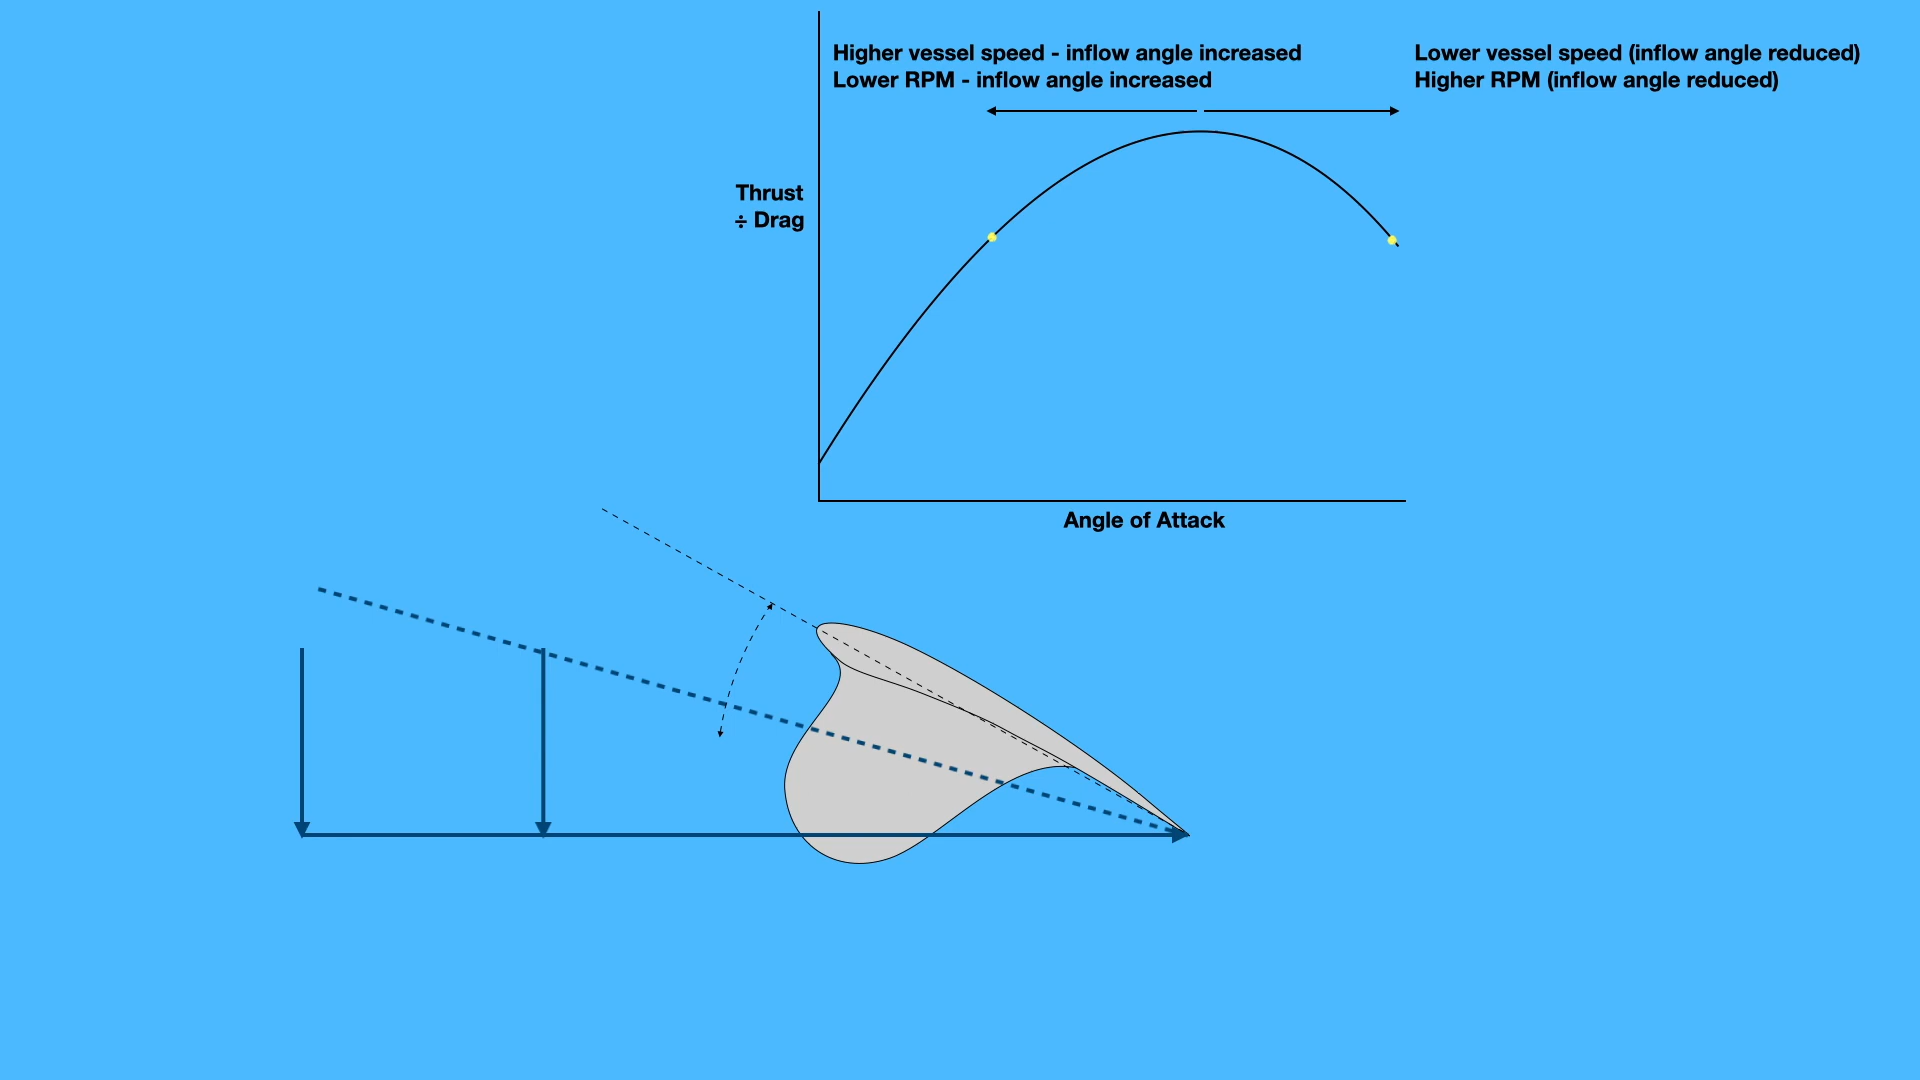 Higher vessel speed - inflow angle increased
Lower RPM - inflow angle increased
Lower vessel speed (inflow angle reduced)
Higher RPM (inflow angle reduced)
Thrust
÷ Drag
Angle of Attack